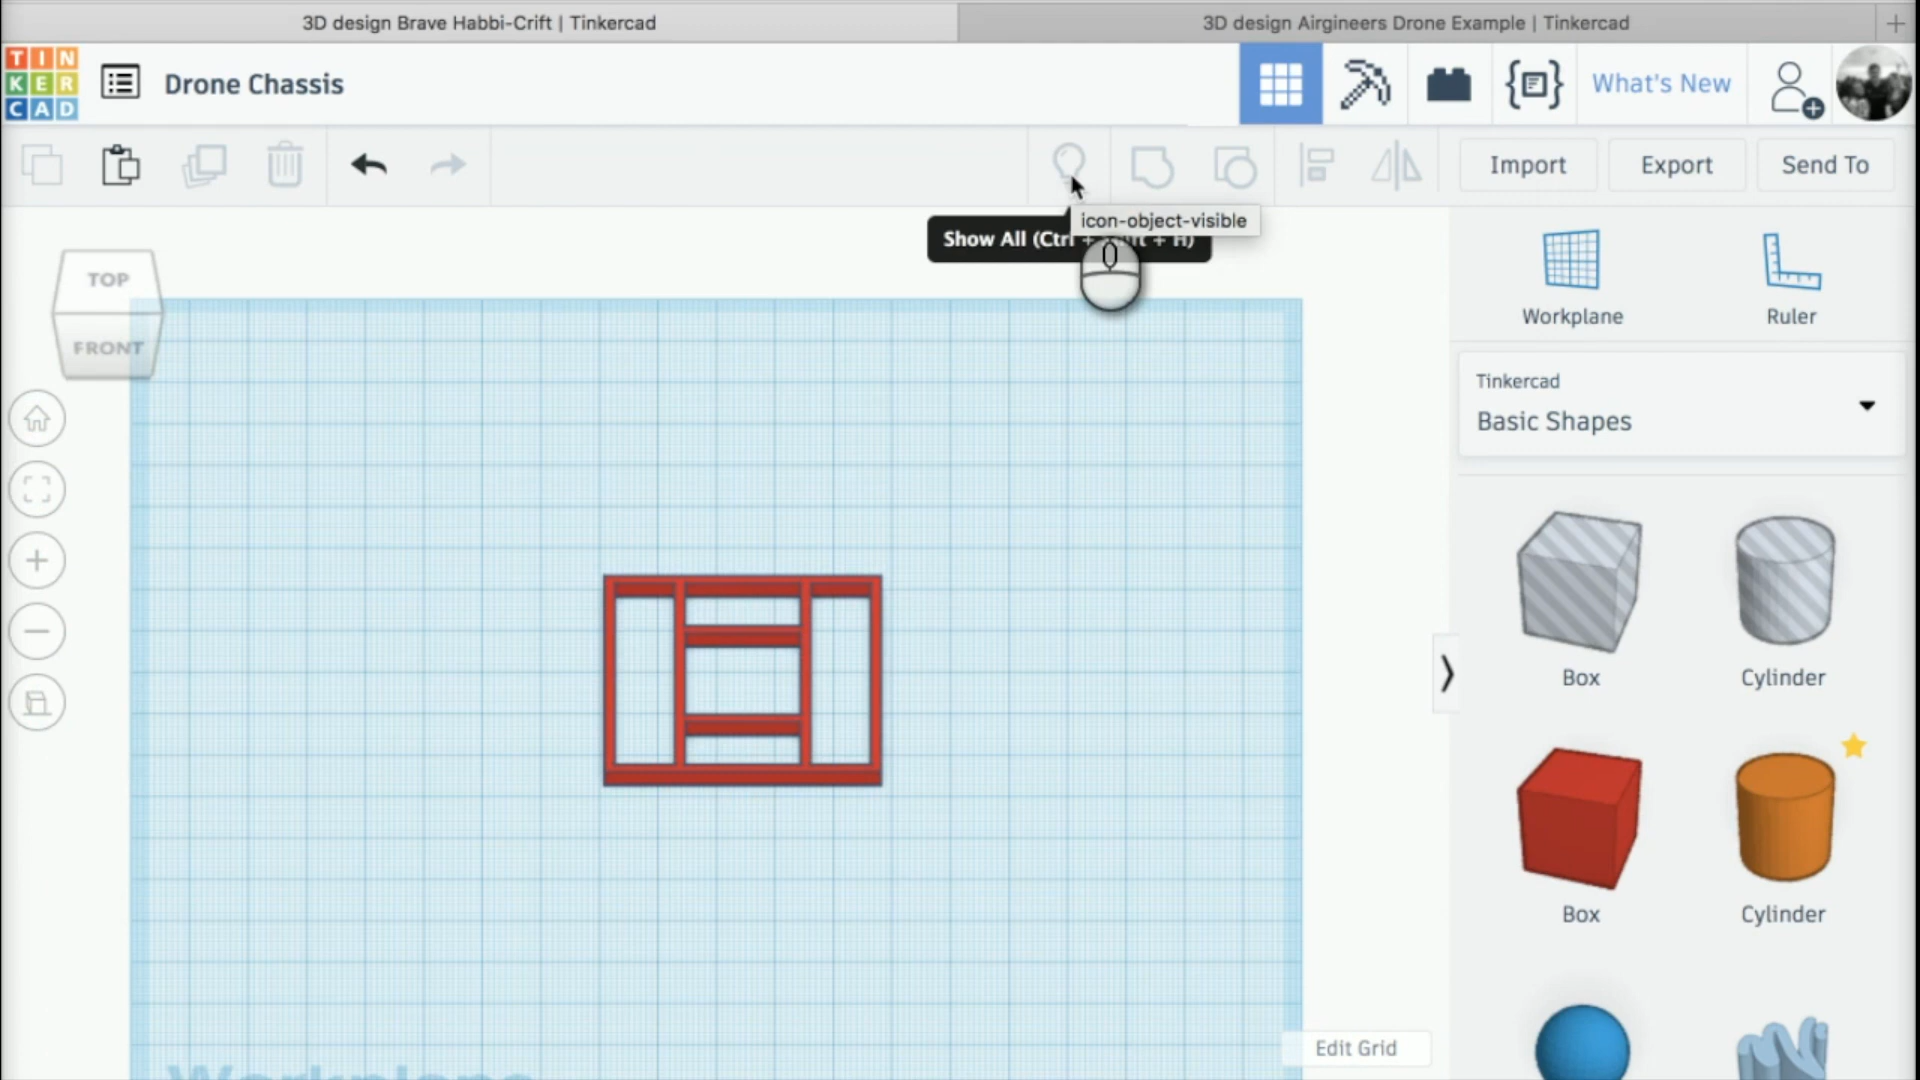 3D design Brave Habbi-Crift | Tinkercad
3D design Airgineers Drone Example | Tinkercad
TIN
KER
CAD
Drone Chassis
What's New
Import
Export
Send To
icon-object-visible
Show All (Ctrl + + H)
TOP
FRONT
Workplane
Ruler
Tinkercad
Basic Shapes
Box
Cylinder
Box
Cylinder
Edit Grid
Workplane